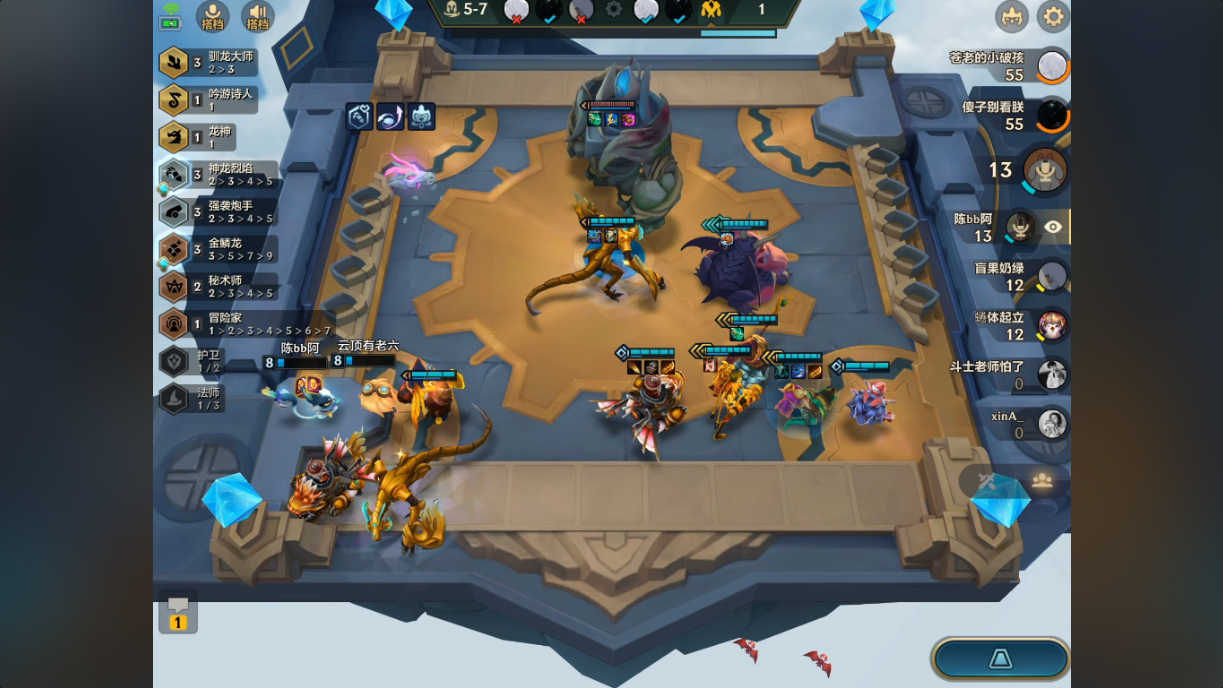 5-7
1
搭档
搭档
3 驯龙大师
2 > 3
1 吟游诗人
1
1 龙神
1
3 神龙烈焰
2 > 3 > 4 > 5
3 强袭炮手
2 > 3 > 4 > 5
3 金鳞龙
3 > 5 > 7 > 9
2 秘术师
2 > 3 > 4 > 5
1 冒险家
1 > 2 > 3 > 4 > 5 > 6 > 7
护卫
1 / 2
法师
1 / 3
陈bb阿
8
云顶有老六
8
苍老的小破孩
55
傻子别看朕
55
13
陈bb阿
13
盲果奶绿
12
蜷体起立
12
斗士老师怕了
0
xinA_
0
1